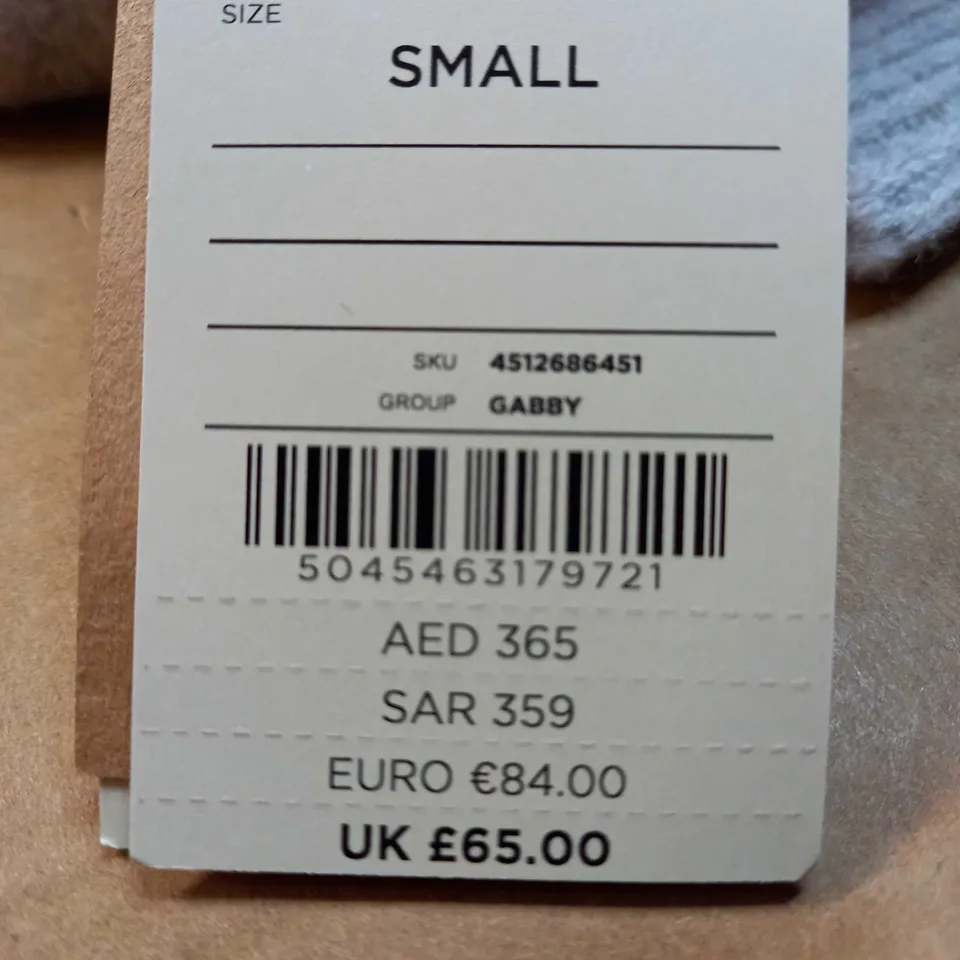 SIZE
SMALL
SKU 4512686451
GROUP GABBY
5045463179721
AED 365
SAR 359
EURO €84.00
UK £65.00